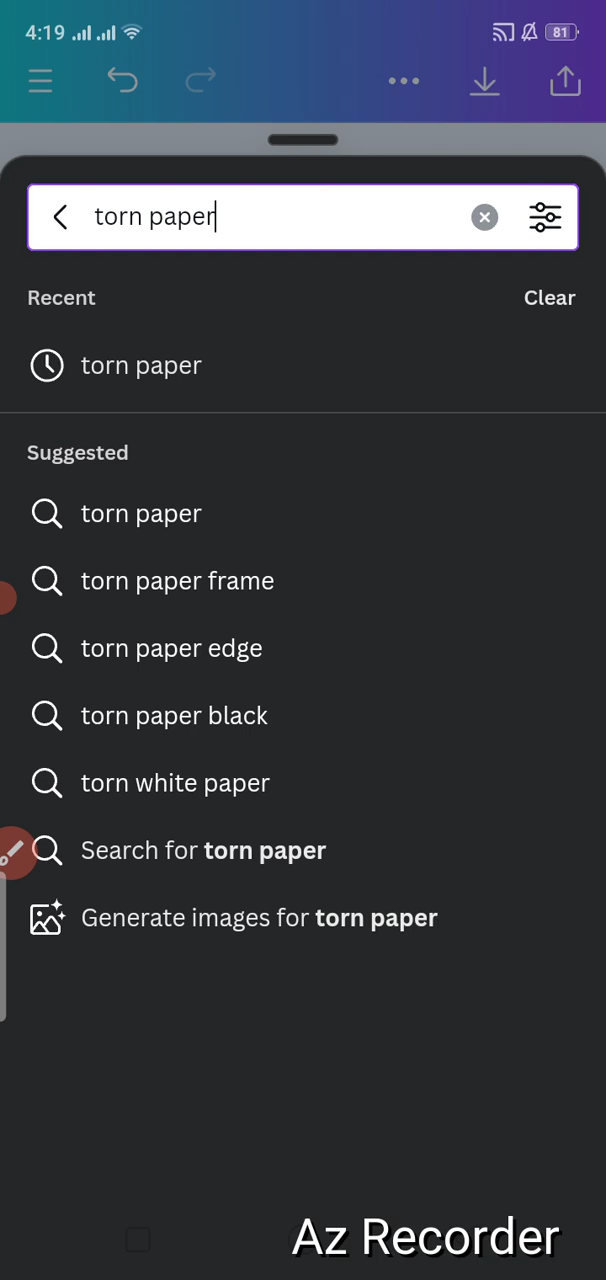 4:19
81
torn paper
Recent
Clear
torn paper
Suggested
torn paper
torn paper frame
torn paper edge
torn paper black
torn white paper
Search for torn paper
Generate images for torn paper
Az Recorder